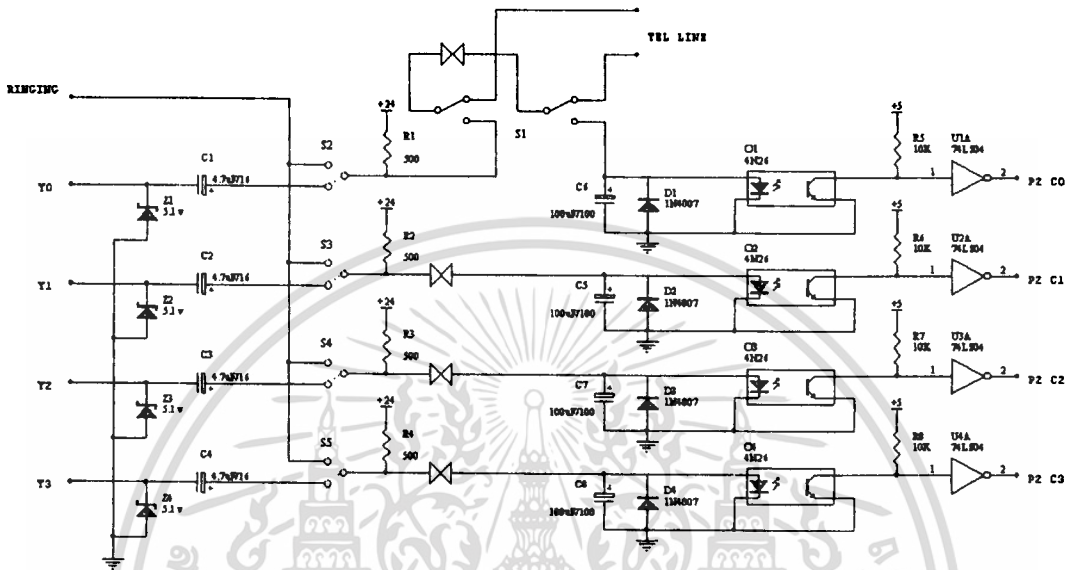 TEL LINE
RINGING
+24
R1
500
S1
S2
C1
4.7uF/16
Y0
Z1
5.1v
C6
100uF/100
D1
1N4007
O1
4N26
+5
R5
10K
U1A
74LS04
1
2
P2 C0
+24
R2
500
S3
C2
4.7uF/16
Y1
Z2
5.1v
C5
100uF/100
D2
1N4007
O2
4N26
+5
R6
10K
U2A
74LS04
1
2
P2 C1
+24
R3
500
S4
C3
4.7uF/16
Y2
Z3
5.1v
C7
100uF/100
D3
1N4007
O3
4N26
+5
R7
10K
U3A
74LS04
1
2
P2 C2
+24
R4
500
S5
C4
4.7uF/16
Y3
Z4
5.1v
C8
100uF/100
D4
1N4007
O4
4N26
+5
R8
10K
U4A
74LS04
1
2
P2 C3